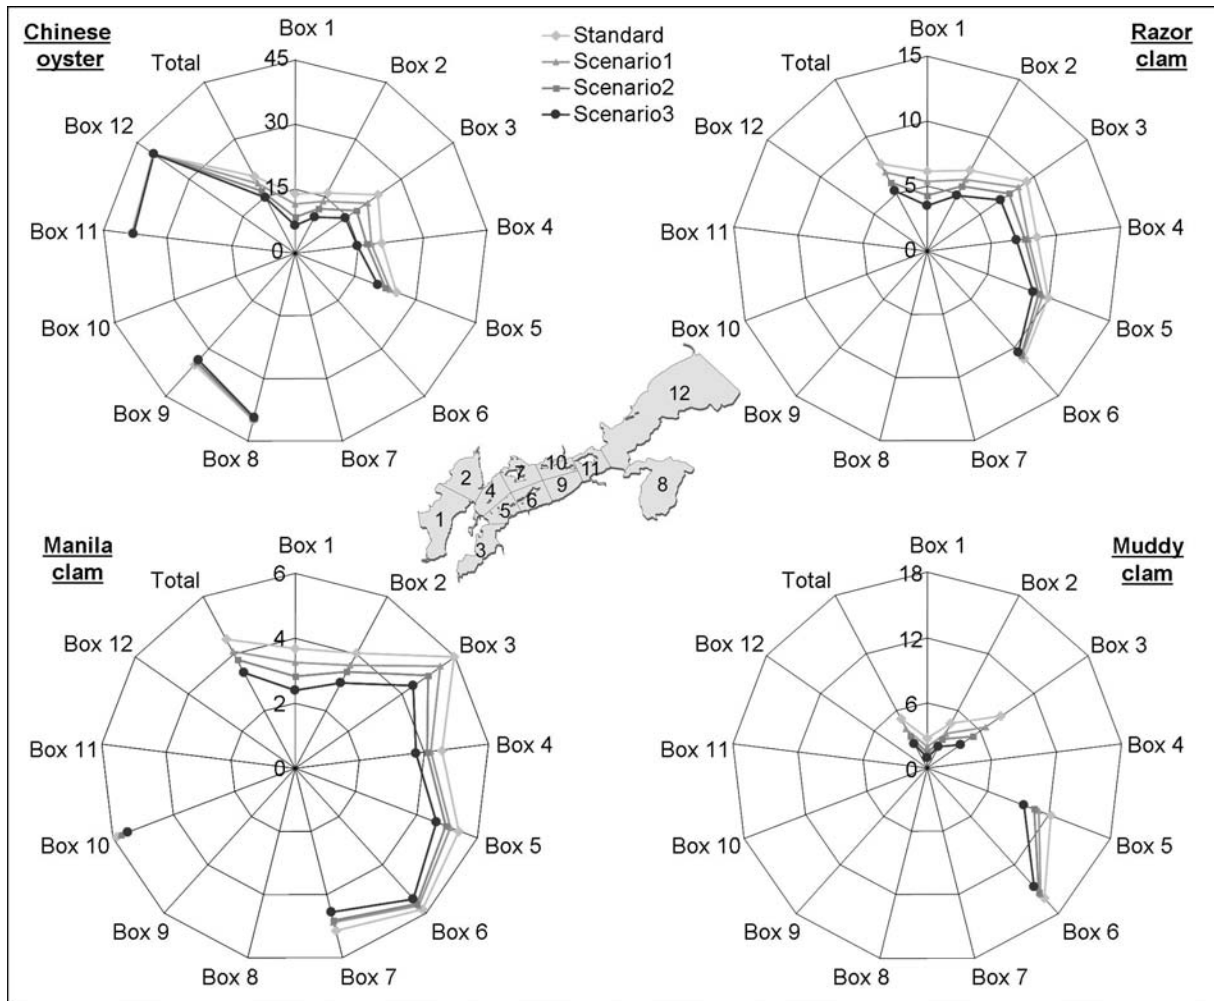 Chinese
oyster
Box 1
45
30
15
0
Box 2
Box 3
Box 4
Box 5
Box 6
Box 7
Box 8
Box 9
Box 10
Box 11
Box 12
Total
Standard
Scenario1
Scenario2
Scenario3
Razor
clam
Box 1
15
10
5
0
Box 2
Box 3
Box 4
Box 5
Box 6
Box 7
Box 8
Box 9
Box 10
Box 11
Box 12
Total
12
10
11
7
9
8
2
4
6
1
5
3
Manila
clam
Box 1
6
4
2
0
Box 2
Box 3
Box 4
Box 5
Box 6
Box 7
Box 8
Box 9
Box 10
Box 11
Box 12
Total
Muddy
clam
Box 1
18
12
6
0
Box 2
Box 3
Box 4
Box 5
Box 6
Box 7
Box 8
Box 9
Box 10
Box 11
Box 12
Total